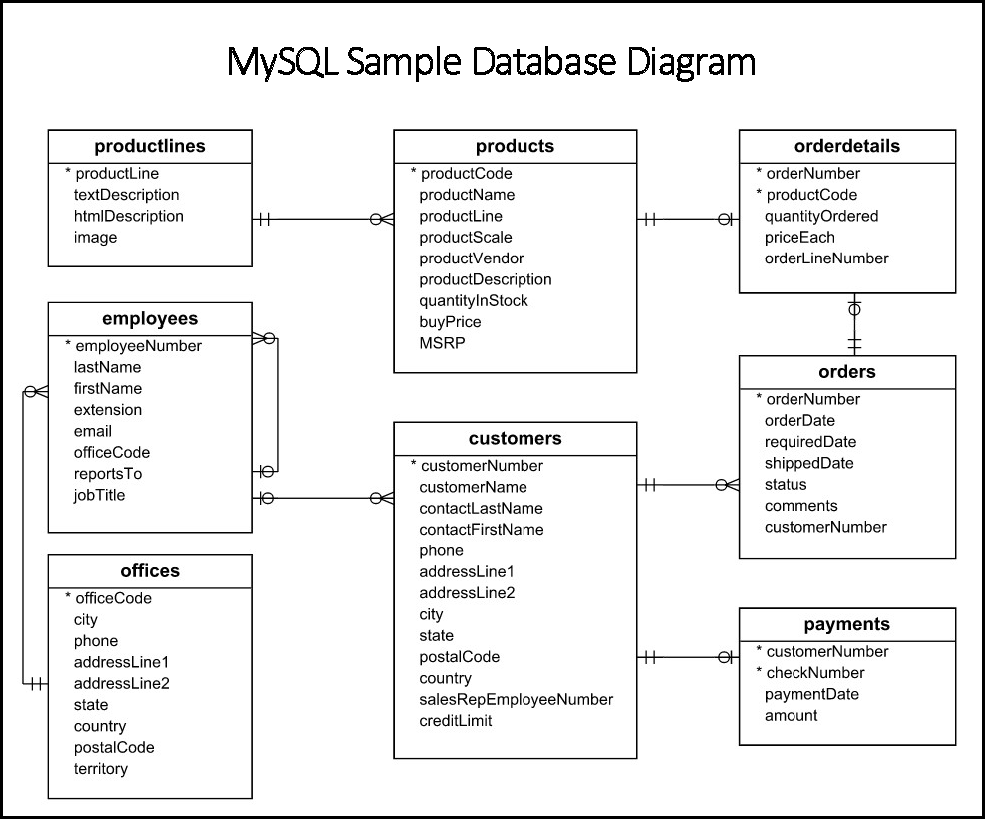 MySQL Sample Database Diagram
productlines
* productLine
textDescription
htmlDescription
image
products
* productCode
productName
productLine
productScale
productVendor
productDescription
quantityInStock
buyPrice
MSRP
orderdetails
* orderNumber
* productCode
quantityOrdered
priceEach
orderLineNumber
employees
* employeeNumber
lastName
firstName
extension
email
officeCode
reportsTo
jobTitle
customers
* customerNumber
customerName
contactLastName
contactFirstName
phone
addressLine1
addressLine2
city
state
postalCode
country
salesRepEmployeeNumber
creditLimit
orders
* orderNumber
orderDate
requiredDate
shippedDate
status
comments
customerNumber
offices
* officeCode
city
phone
addressLine1
addressLine2
state
country
postalCode
territory
payments
* customerNumber
* checkNumber
paymentDate
amount